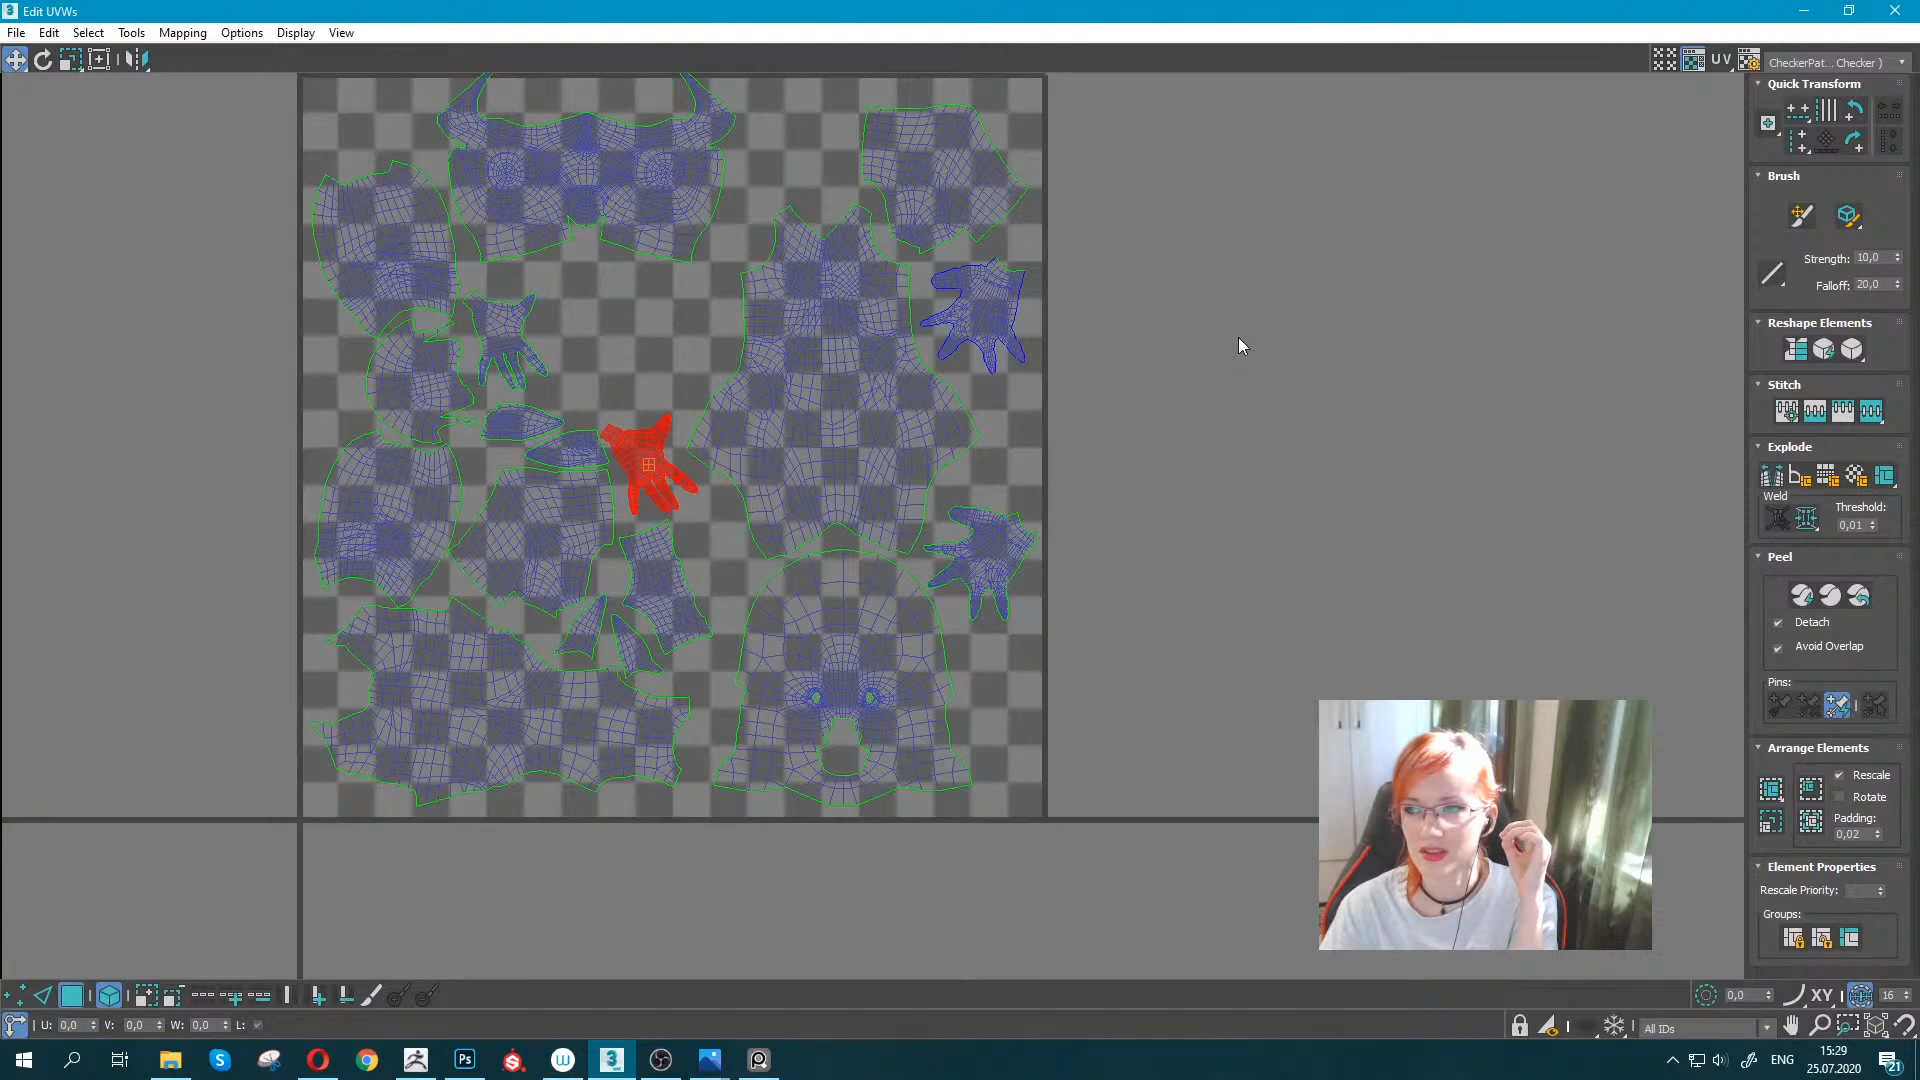 Edit UVWs
File Edit Select Tools Mapping Options Display View
UV CheckerPat... Checker )
Quick Transform
Brush
Strength: 10,0
Falloff: 20,0
Reshape Elements
Stitch
Explode
Weld
Threshold:
0,01
Peel
Detach
Avoid Overlap
Pins:
Arrange Elements
Rescale
Rotate
Padding:
0,02
Element Properties
Rescale Priority:
Groups:
0,0 XY 16
U: 0,0 V: 0,0 W: 0,0 L: All IDs
ENG 15:29
25.07.2020 21